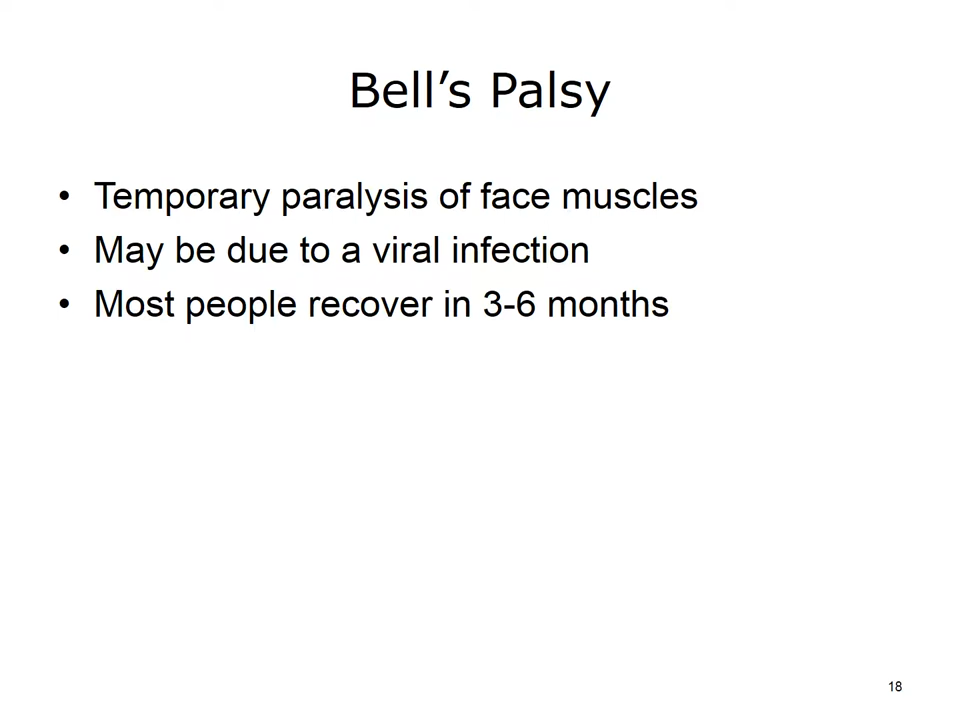 Bell’s Palsy
• Temporary paralysis of face muscles
• May be due to a viral infection
• Most people recover in 3-6 months
18